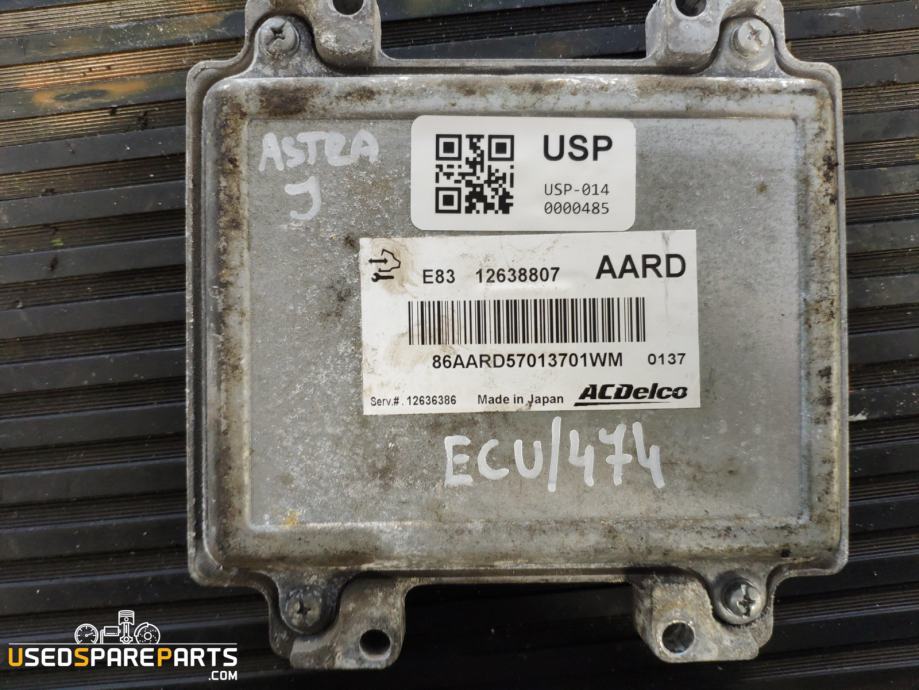 ASTRA
J
USP
USP-014
0000485
E83 12638807 AARD
86AARD57013701WM 0137
Serv.#. 12636386 Made in Japan ACDelco
ECU/474
USEDSPAREPARTS
.COM